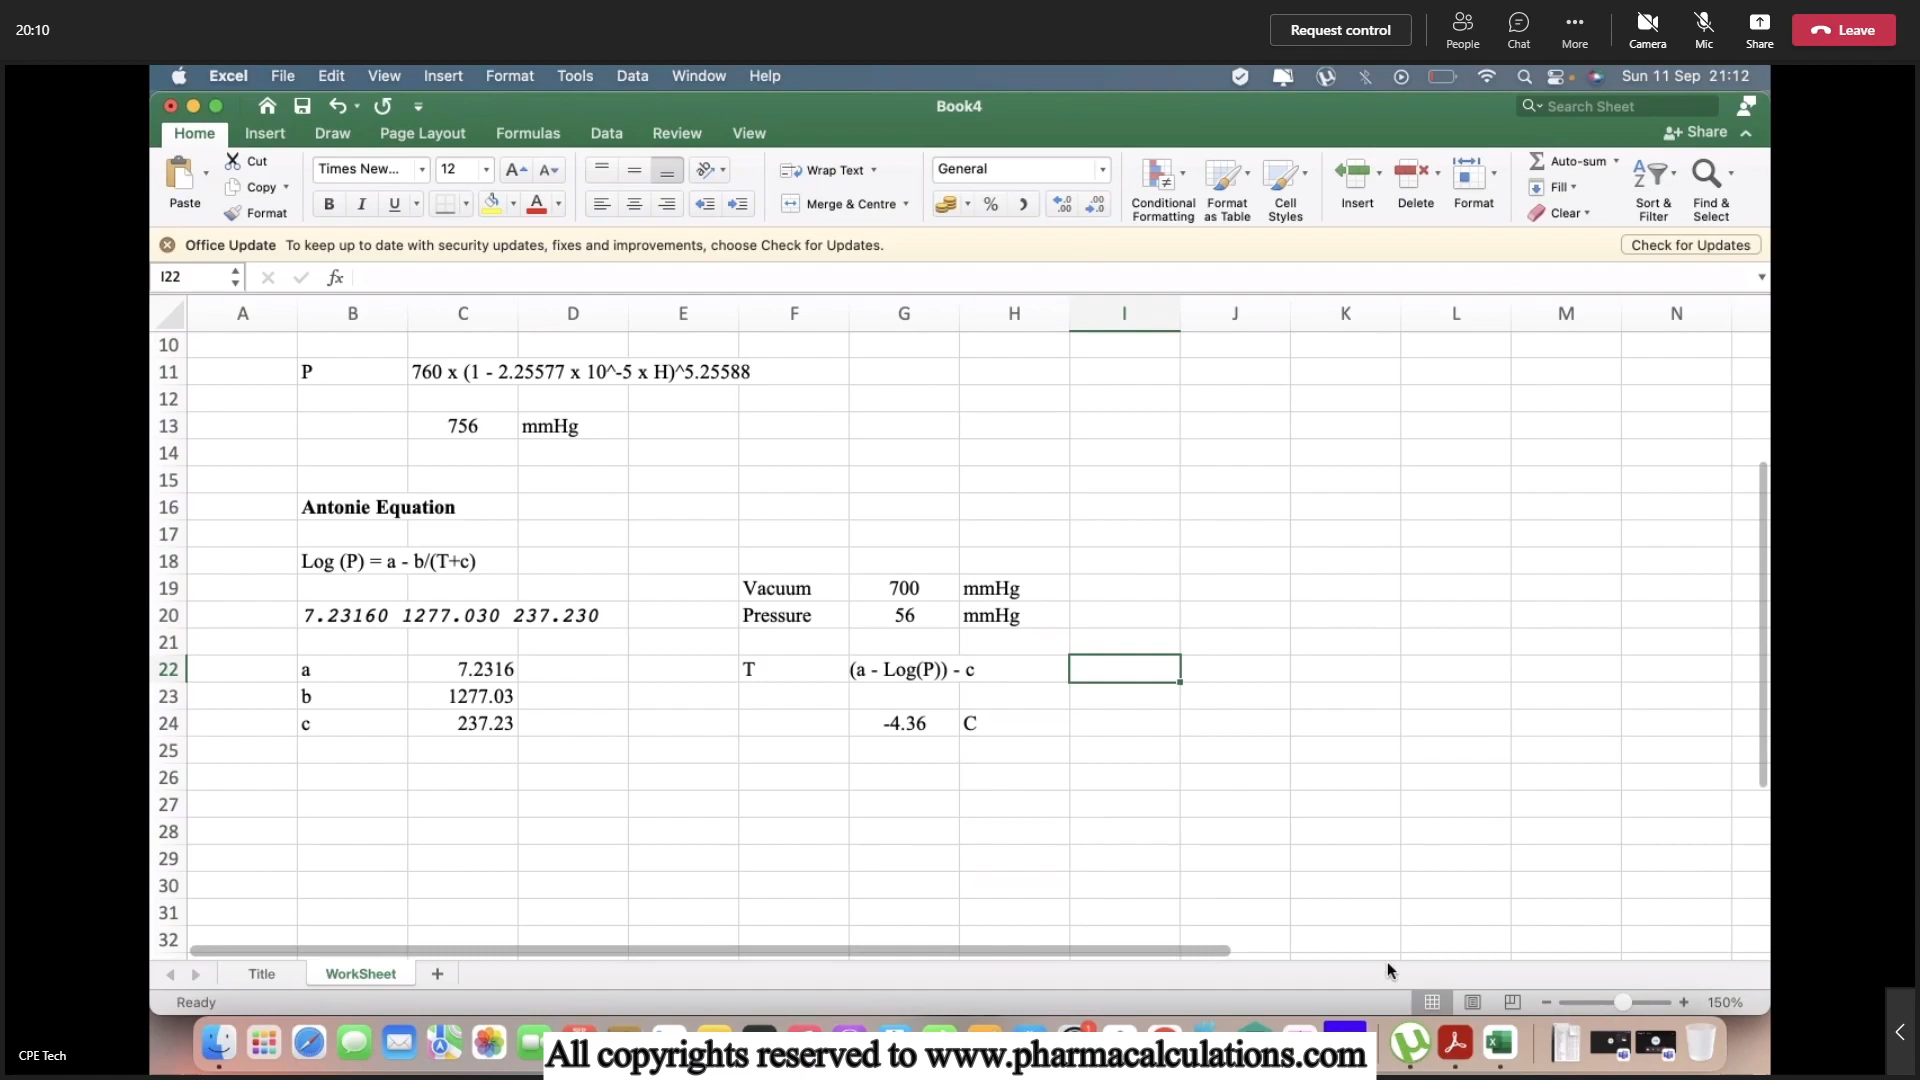 20:10
Request control
People
Chat
More
Camera
Mic
Share
Leave
Excel File Edit View Insert Format Tools Data Window Help
Sun 11 Sep 21:12
Book4
Search Sheet
Home Insert Draw Page Layout Formulas Data Review View
Share
Paste
Cut
Copy
Format
Times New... 12
B I U
Wrap Text
Merge & Centre
General
Conditional Formatting
Format as Table
Cell Styles
Insert
Delete
Format
Auto-sum
Fill
Clear
Sort & Filter
Find & Select
Office Update To keep up to date with security updates, fixes and improvements, choose Check for Updates.
Check for Updates
I22 fx
A B C D E F G H I J K L M N
10
11 P 760 x (1 - 2.25577 x 10^-5 x H)^5.25588
12
13 756 mmHg
14
15
16 Antonie Equation
17
18 Log (P) = a - b/(T+c)
19 Vacuum 700 mmHg
20 7.23160 1277.030 237.230 Pressure 56 mmHg
21
22 a 7.2316 T (a - Log(P)) - c
23 b 1277.03
24 c 237.23 -4.36 C
25
26
27
28
29
30
31
32
Title WorkSheet +
Ready
150%
CPE Tech
All copyrights reserved to www.pharmacalculations.com